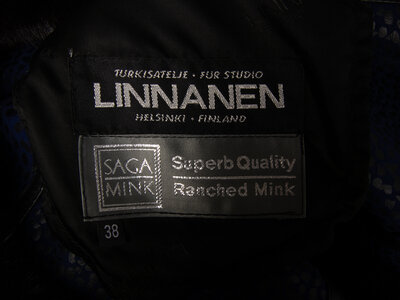 TURKISATELJE • FUR STUDIO
LINNANEN
HELSINKI • FINLAND
SAGA
MINK
Superb Quality
Ranched Mink
38